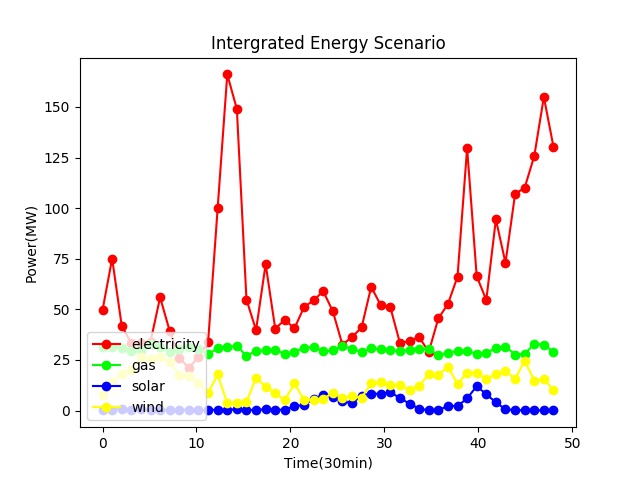 Intergrated Energy Scenario
Power(MW)
150
125
100
75
50
25
0
electricity
gas
solar
wind
0 10 20 30 40 50
Time(30min)